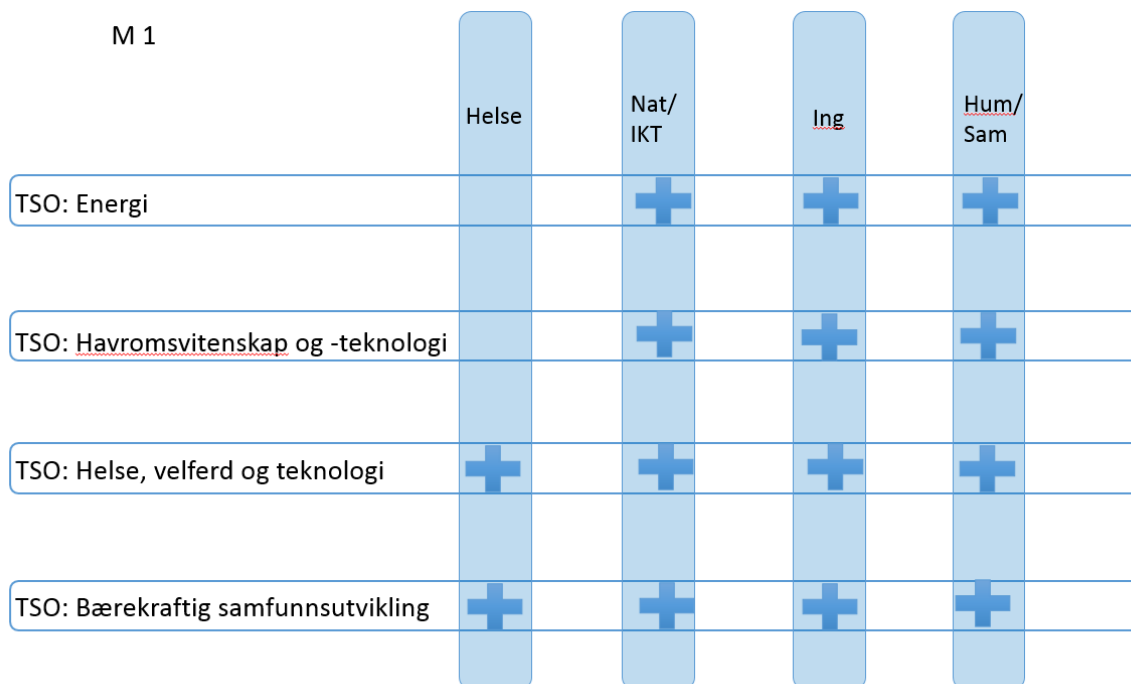 M 1
Helse
Nat/
IKT
Ing
Hum/
Sam
TSO: Energi
TSO: Havromsvitenskap og -teknologi
TSO: Helse, velferd og teknologi
TSO: Bærekraftig samfunnsutvikling